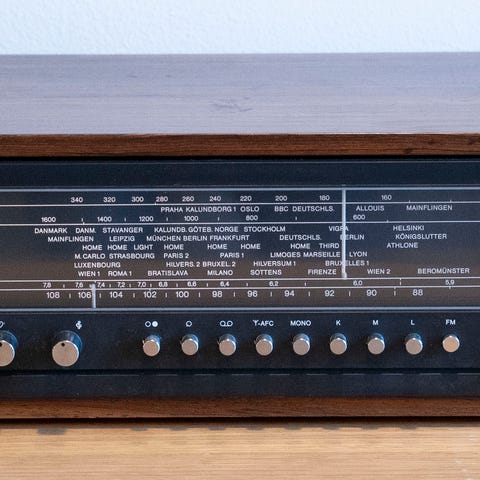 340 320 300 280 260 240 220 200 180 160
PRAHA KALUNDBORG 1 OSLO BBC DEUTSCHLS. ALLOUIS MAINFLINGEN
1600 1400 1200 1000 800 600
DANMARK DANM. STAVANGER KALUNDB. GÖTEB. NORGE STOCKHOLM VIGRA HELSINKI
MAINFLINGEN LEIPZIG MÜNCHEN BERLIN FRANKFURT DEUTSCHL. BERLIN KÖNIGSLUTTER
HOME HOME LIGHT HOME HOME HOME HOME THIRD ATHLONE
M.CARLO STRASBOURG PARIS 2 PARIS 1 LIMOGES MARSEILLE LYON
LUXEMBOURG HILVERS. 2 BRUXEL. 2 HILVERSUM 1 BRUXELLES 1
WIEN 1 ROMA 1 BRATISLAVA MILANO SOTTENS FIRENZE WIEN 2 BEROMÜNSTER
7,8 7,6 7,4 7,2 7,0 6,8 6,6 6,4 6,2 6,0 5,9
108 106 104 102 100 98 96 94 92 90 88
-AFC MONO K M L FM